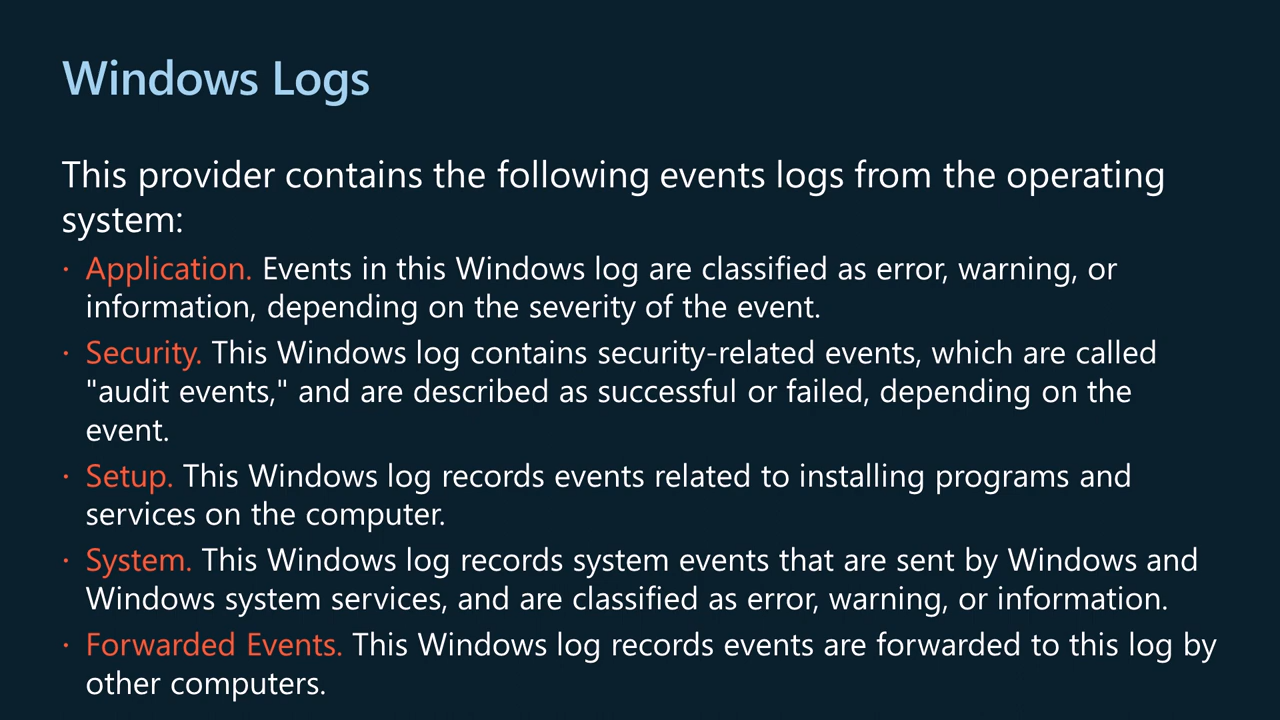 Windows Logs
This provider contains the following events logs from the operating
system:
· Application. Events in this Windows log are classified as error, warning, or
information, depending on the severity of the event.
· Security. This Windows log contains security-related events, which are called
"audit events," and are described as successful or failed, depending on the
event.
· Setup. This Windows log records events related to installing programs and
services on the computer.
· System. This Windows log records system events that are sent by Windows and
Windows system services, and are classified as error, warning, or information.
· Forwarded Events. This Windows log records events are forwarded to this log by
other computers.